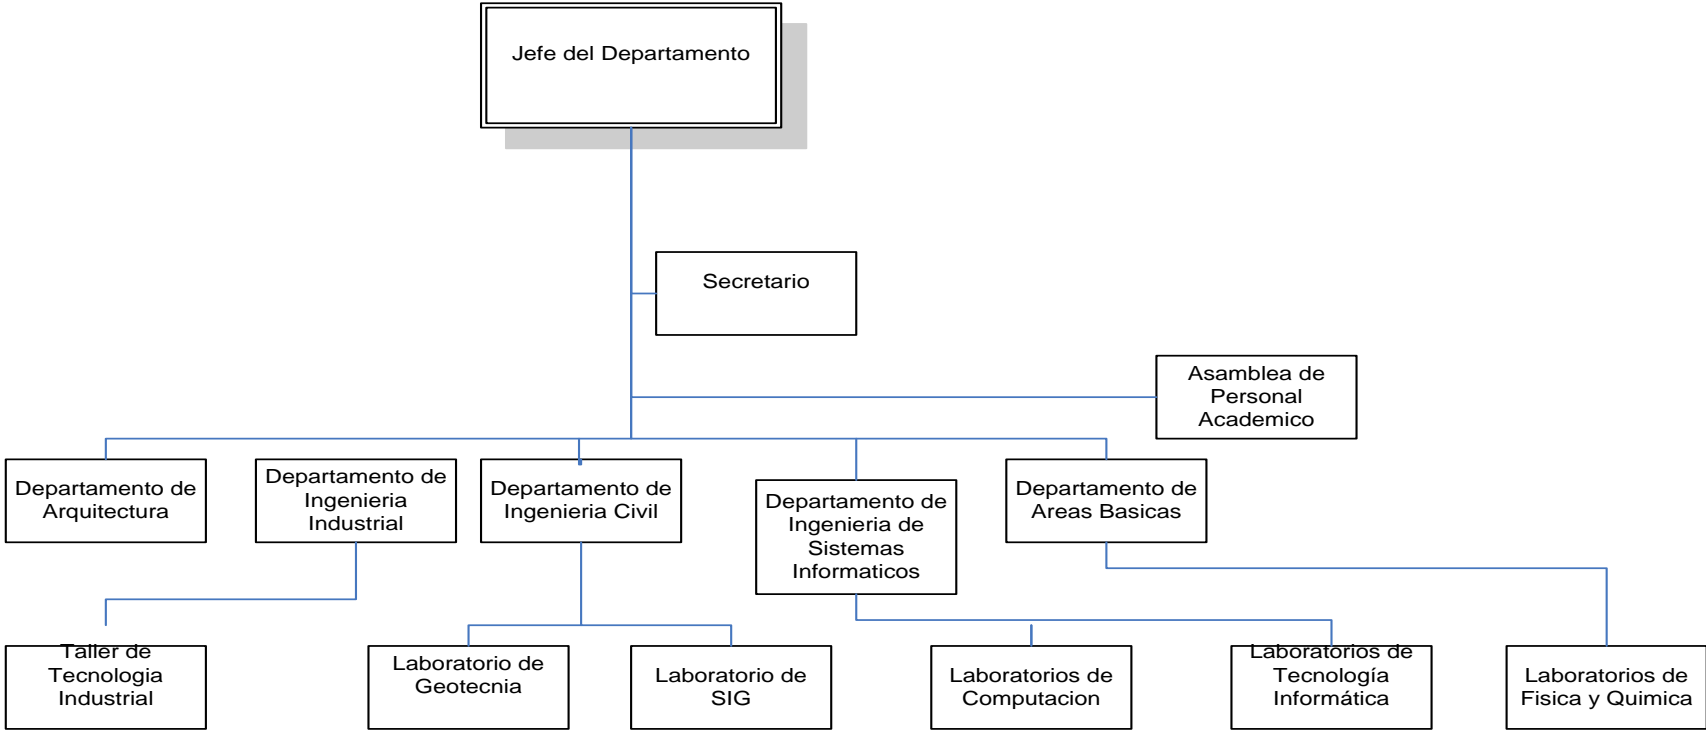 Jefe del Departamento
Secretario
Asamblea de
Personal
Academico
Departamento de
Arquitectura
Departamento de
Ingenieria
Industrial
Departamento de
Ingenieria Civil
Departamento de
Ingenieria de
Sistemas
Informaticos
Departamento de
Areas Basicas
Taller de
Tecnologia
Industrial
Laboratorio de
Geotecnia
Laboratorio de
SIG
Laboratorios de
Computacion
Laboratorios de
Tecnología
Informática
Laboratorios de
Fisica y Quimica